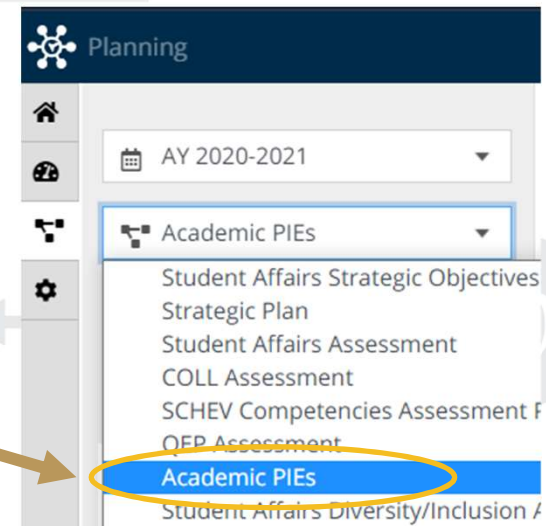 Planning
AY 2020-2021
Academic PIEs
Student Affairs Strategic Objectives
Strategic Plan
Student Affairs Assessment
COLL Assessment
SCHEV Competencies Assessment
QEP Assessment
Academic PIEs
Student Affairs Diversity/Inclusion